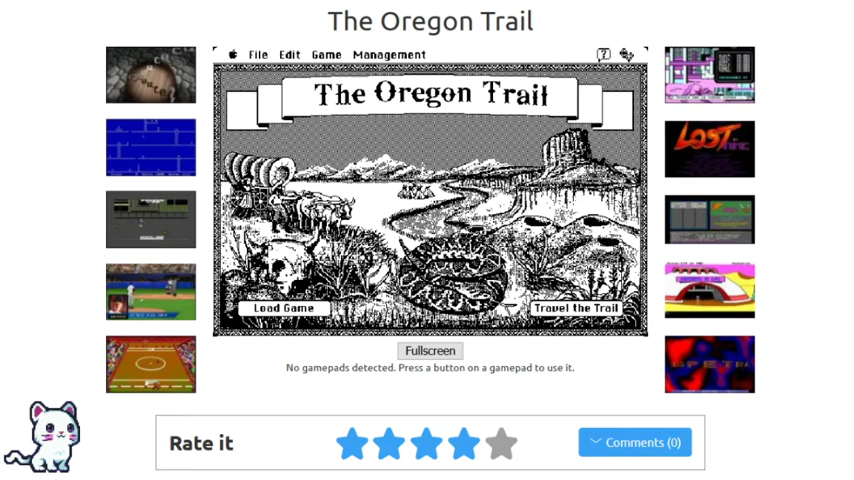 The Oregon Trail
File Edit Game Management
?
The Oregon Trail
LOST
Load Game
Travel the Trail
Fullscreen
No gamepads detected. Press a button on a gamepad to use it.
Rate it
Comments (0)